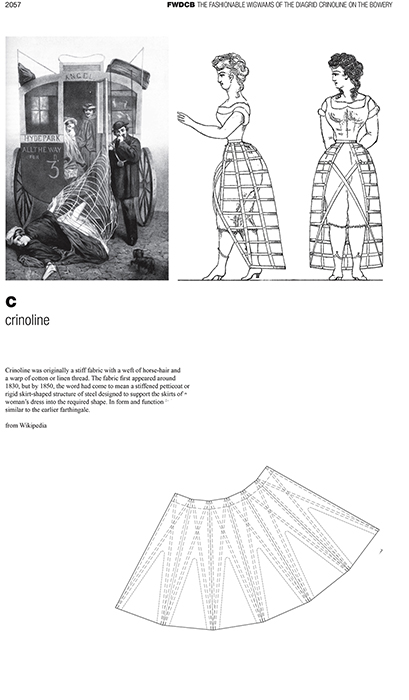 2057
FWDCB THE FASHIONABLE WIGWAMS OF THE DIAGRID CRINOLINE ON THE BOWERY
ANGEL
HYDE PARK
ALL THE WAY
3
C
crinoline
Crinoline was originally a stiff fabric with a weft of horse-hair and
a warp of cotton or linen thread. The fabric first appeared around
1830, but by 1850, the word had come to mean a stiffened petticoat or
rigid skirt-shaped structure of steel designed to support the skirts of
woman's dress into the required shape. In form and function
similar to the earlier farthingale.
from Wikipedia